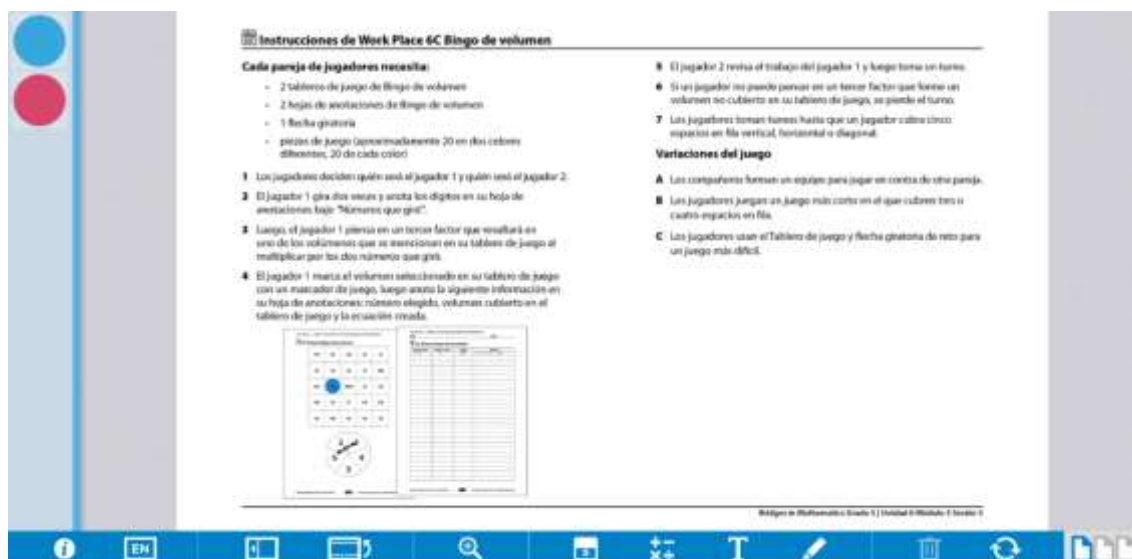 Instrucciones de Work Place 6C Bingo de volumen
Cada pareja de jugadores necesita:
- 2 tableros de juego de Bingo de volumen
- 2 hojas de anotaciones de Bingo de volumen
- 1 flecha giratoria
- piezas de juego (aproximadamente 20 en dos colores
diferentes, 20 de cada color)
1 Los jugadores deciden quién será el jugador 1 y quién será el jugador 2.
2 El jugador 1 gira dos veces y anota los dígitos en su hoja de
anotaciones bajo "Números que giré".
3 Luego, el jugador 1 piensa en un tercer factor que resultará en
uno de los volúmenes que se mencionan en su tablero de juego al
multiplicar por los dos números que giró.
4 El jugador 1 marca el volumen seleccionado en su tablero de juego
con un marcador de juego, luego anota la siguiente información en
su hoja de anotaciones: número elegido, volumen cubierto en el
tablero de juego y la ecuación creada.
5 El jugador 2 revisa el trabajo del jugador 1 y luego toma un turno.
6 Si un jugador no puede pensar en un tercer factor que forme un
volumen no cubierto en su tablero de juego, se pierde el turno.
7 Los jugadores toman turnos hasta que un jugador cubra cinco
espacios en fila vertical, horizontal o diagonal.
Variaciones del juego
A Los compañeros forman un equipo para jugar en contra de otra pareja.
B Los jugadores juegan un juego más corto en el que cubren tres o
cuatro espacios en fila.
C Los jugadores usan el Tablero de juego y flecha giratoria de reto para
un juego más difícil.
Bridges in Mathematics Grado 5 | Unidad 6 Módulo 3 Sesión
EN
T